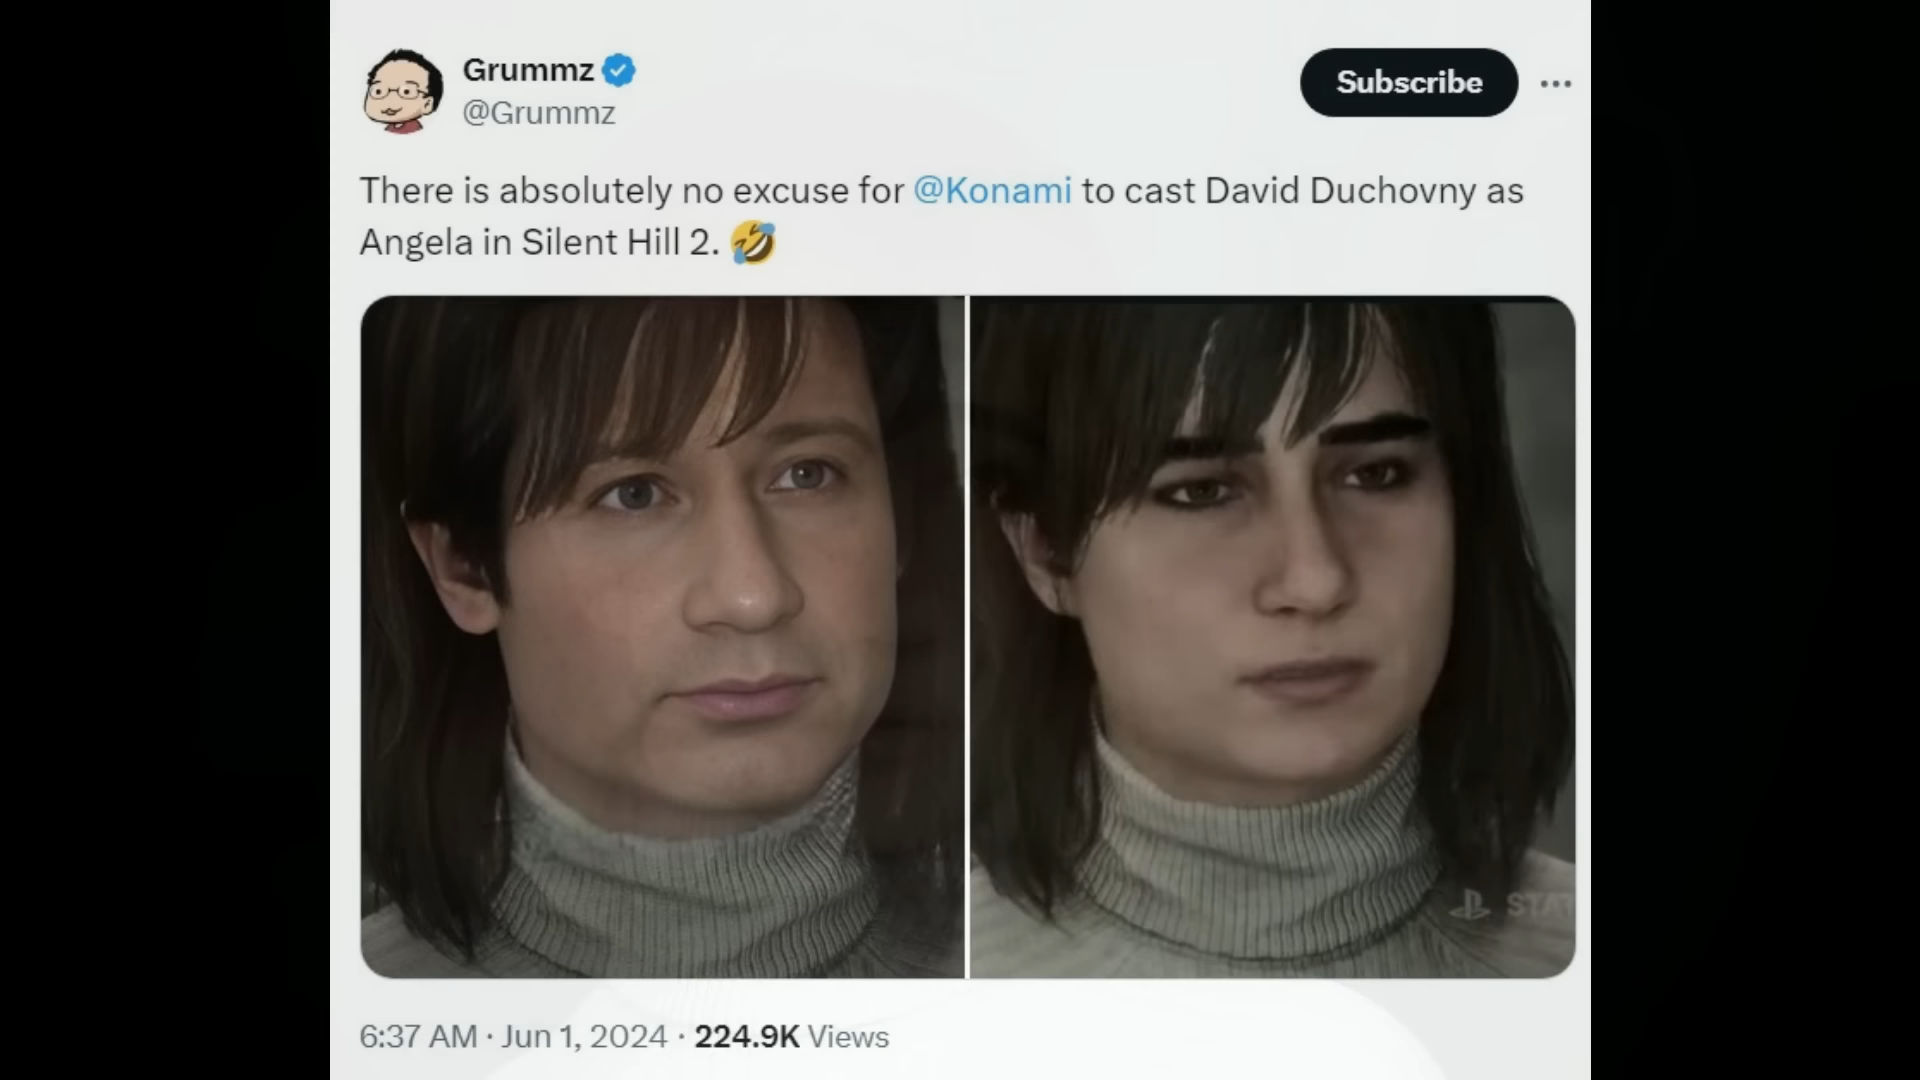 Grummz
@Grummz
Subscribe
There is absolutely no excuse for @Konami to cast David Duchovny as
Angela in Silent Hill 2. 🤣
6:37 AM · Jun 1, 2024 · 224.9K Views